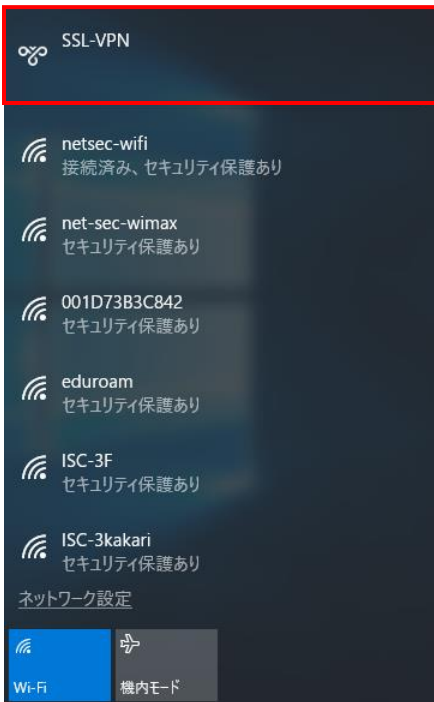 SSL-VPN
netsec-wifi
接続済み、セキュリティ保護あり
net-sec-wimax
セキュリティ保護あり
001D73B3C842
セキュリティ保護あり
eduroam
セキュリティ保護あり
ISC-3F
セキュリティ保護あり
ISC-3kakari
セキュリティ保護あり
ネットワーク設定
Wi-Fi
機内モード